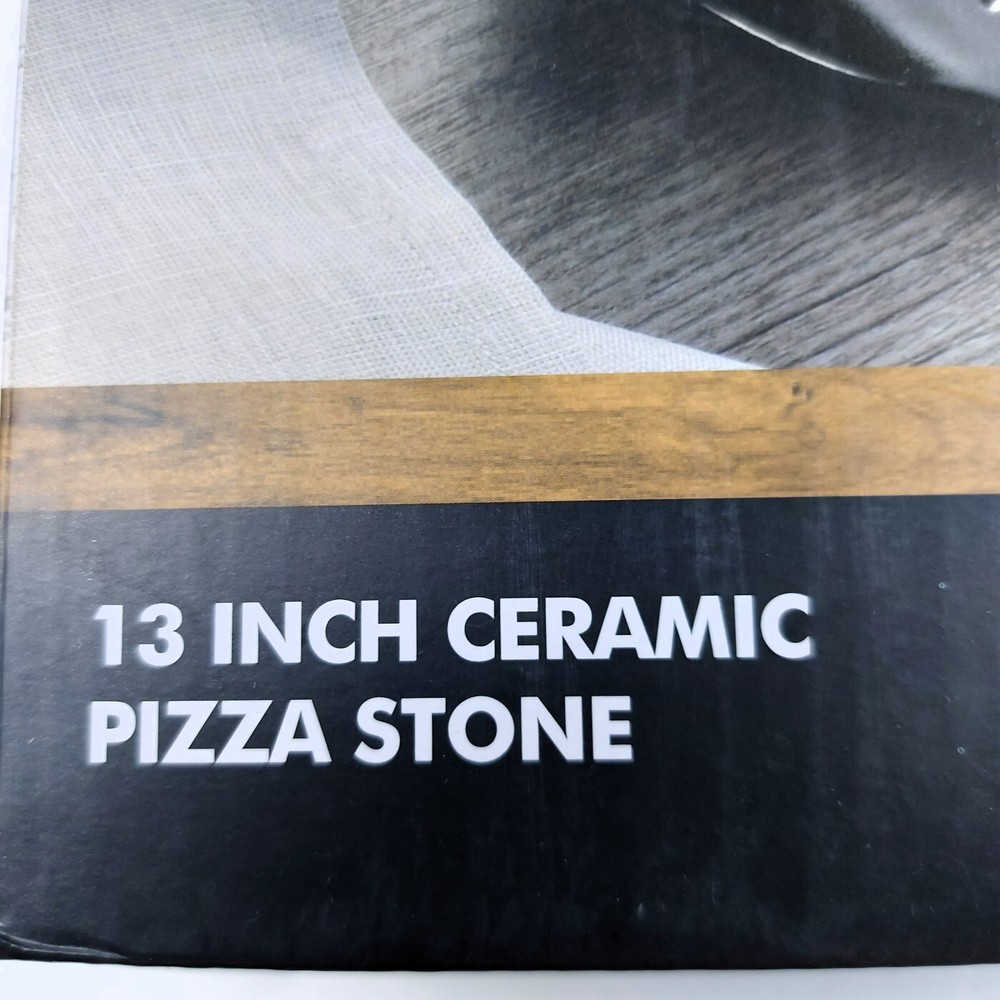 13 INCH CERAMIC
PIZZA STONE